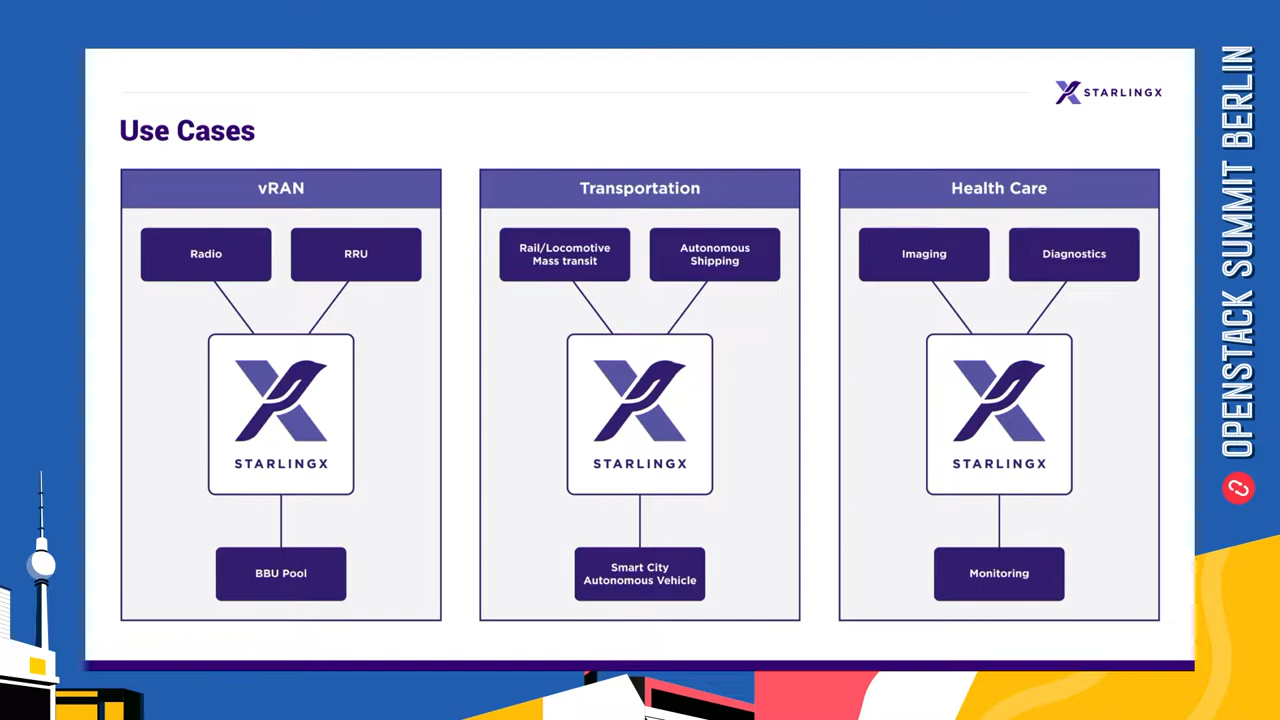 STARLINGX
Use Cases
vRAN
Radio
RRU
STARLINGX
BBU Pool
Transportation
Rail/Locomotive
Mass transit
Autonomous
Shipping
STARLINGX
Smart City
Autonomous Vehicle
Health Care
Imaging
Diagnostics
STARLINGX
Monitoring
OPENSTACK SUMMIT BERLIN